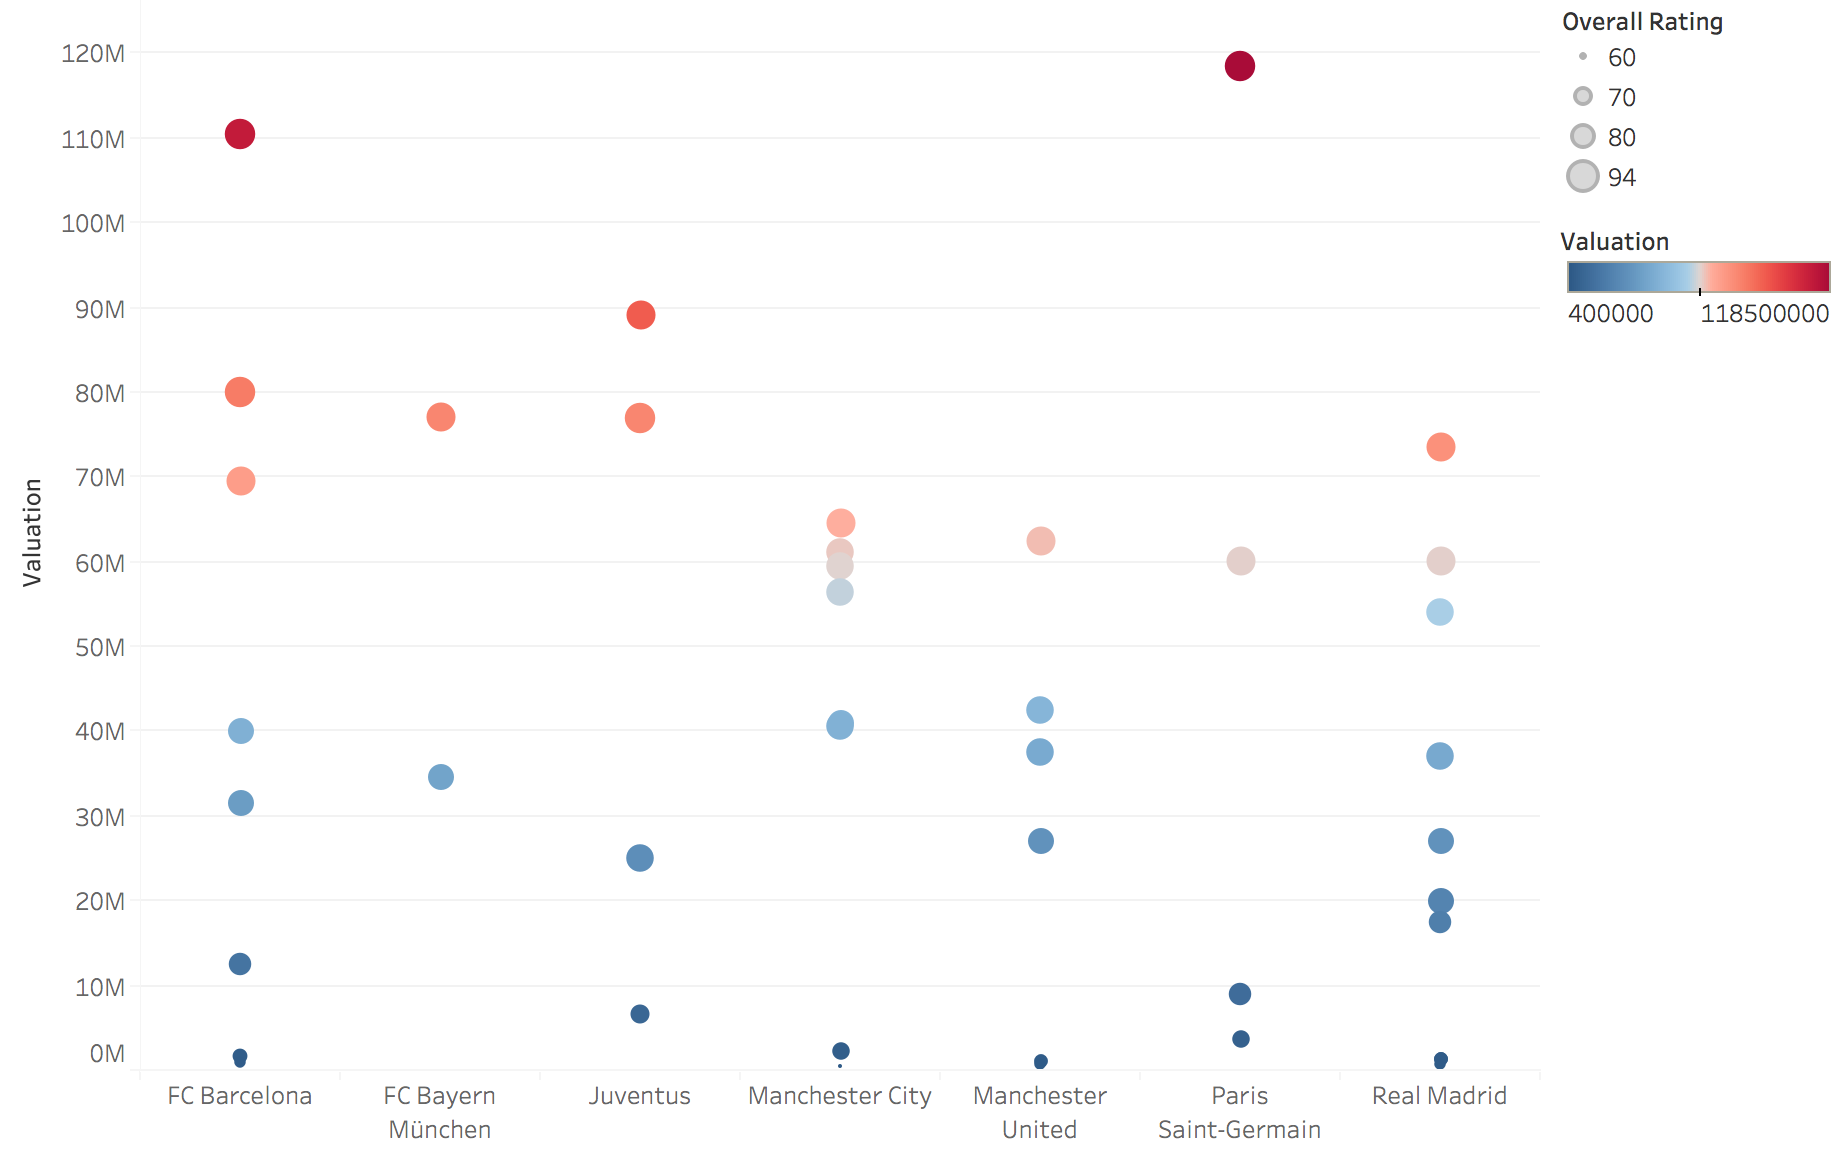 Valuation
120M
110M
100M
90M
80M
70M
60M
50M
40M
30M
20M
10M
0M
FC Barcelona
FC Bayern
München
Juventus
Manchester City
Manchester
United
Paris
Saint-Germain
Real Madrid
Overall Rating
60
70
80
94
Valuation
400000
118500000